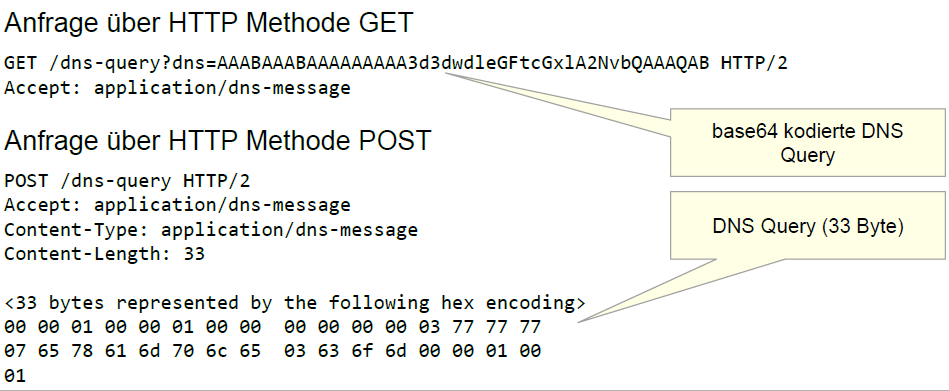 Anfrage über HTTP Methode GET
GET /dns-query?dns=AAABAAABAAAAAAAAA3d3dwdleGFtcGxlA2NvbQAAAQAB HTTP/2
Accept: application/dns-message
base64 kodierte DNS
Query
Anfrage über HTTP Methode POST
POST /dns-query HTTP/2
Accept: application/dns-message
Content-Type: application/dns-message
Content-Length: 33
DNS Query (33 Byte)
<33 bytes represented by the following hex encoding>
00 00 01 00 00 01 00 00  00 00 00 00 03 77 77 77
07 65 78 61 6d 70 6c 65  03 63 6f 6d 00 00 01 00
01